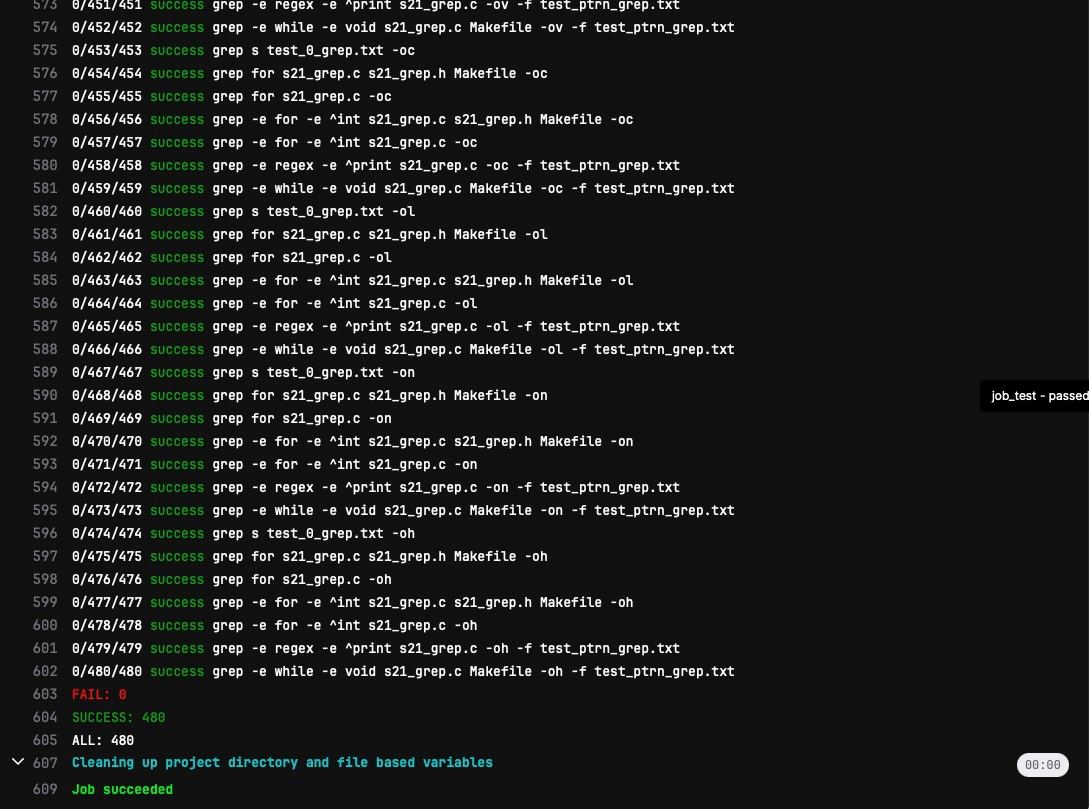 573 0/451/451 success grep -e regex -e ^print s21_grep.c -ov -f test_ptrn_grep.txt
574 0/452/452 success grep -e while -e void s21_grep.c Makefile -ov -f test_ptrn_grep.txt
575 0/453/453 success grep s test_0_grep.txt -oc
576 0/454/454 success grep for s21_grep.c s21_grep.h Makefile -oc
577 0/455/455 success grep for s21_grep.c -oc
578 0/456/456 success grep -e for -e ^int s21_grep.c s21_grep.h Makefile -oc
579 0/457/457 success grep -e for -e ^int s21_grep.c -oc
580 0/458/458 success grep -e regex -e ^print s21_grep.c -oc -f test_ptrn_grep.txt
581 0/459/459 success grep -e while -e void s21_grep.c Makefile -oc -f test_ptrn_grep.txt
582 0/460/460 success grep s test_0_grep.txt -ol
583 0/461/461 success grep for s21_grep.c s21_grep.h Makefile -ol
584 0/462/462 success grep for s21_grep.c -ol
585 0/463/463 success grep -e for -e ^int s21_grep.c s21_grep.h Makefile -ol
586 0/464/464 success grep -e for -e ^int s21_grep.c -ol
587 0/465/465 success grep -e regex -e ^print s21_grep.c -ol -f test_ptrn_grep.txt
588 0/466/466 success grep -e while -e void s21_grep.c Makefile -ol -f test_ptrn_grep.txt
589 0/467/467 success grep s test_0_grep.txt -on
590 0/468/468 success grep for s21_grep.c s21_grep.h Makefile -on
job_test - passed
591 0/469/469 success grep for s21_grep.c -on
592 0/470/470 success grep -e for -e ^int s21_grep.c s21_grep.h Makefile -on
593 0/471/471 success grep -e for -e ^int s21_grep.c -on
594 0/472/472 success grep -e regex -e ^print s21_grep.c -on -f test_ptrn_grep.txt
595 0/473/473 success grep -e while -e void s21_grep.c Makefile -on -f test_ptrn_grep.txt
596 0/474/474 success grep s test_0_grep.txt -oh
597 0/475/475 success grep for s21_grep.c s21_grep.h Makefile -oh
598 0/476/476 success grep for s21_grep.c -oh
599 0/477/477 success grep -e for -e ^int s21_grep.c s21_grep.h Makefile -oh
600 0/478/478 success grep -e for -e ^int s21_grep.c -oh
601 0/479/479 success grep -e regex -e ^print s21_grep.c -oh -f test_ptrn_grep.txt
602 0/480/480 success grep -e while -e void s21_grep.c Makefile -oh -f test_ptrn_grep.txt
603 FAIL: 0
604 SUCCESS: 480
605 ALL: 480
607 Cleaning up project directory and file based variables 00:00
609 Job succeeded